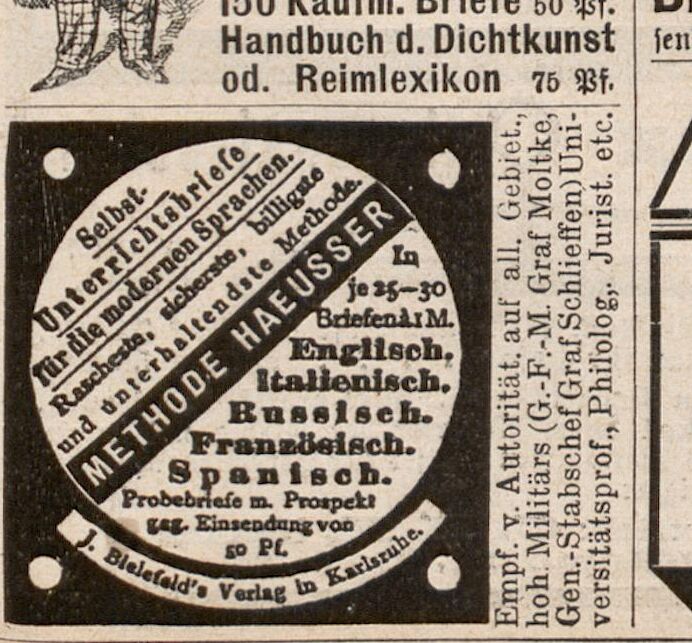 150 Kaufm. Briefe 50 Pf.
Handbuch d. Dichtkunst
od. Reimlexikon 75 Pf.
Selbst-
Unterrichtsbriefe
für die modernen Sprachen.
Rascheste, sicherste, billigste
und unterhaltendste Methode.
METHODE HAEUSSER
In
je 25–30
Briefen à 1 M.
Englisch.
Italienisch.
Russisch.
Französisch.
Spanisch.
Probebriefe m. Prospekt
geg. Einsendung von
50 Pf.
J. Bielefeld's Verlag in Karlsruhe.
Empf. v. Autorität. auf all. Gebiet.,
hoh. Militärs (G.-F.-M. Graf Moltke,
Gen.-Stabschef Graf Schlieffen) Uni-
versitätsprof., Philolog., Jurist. etc.